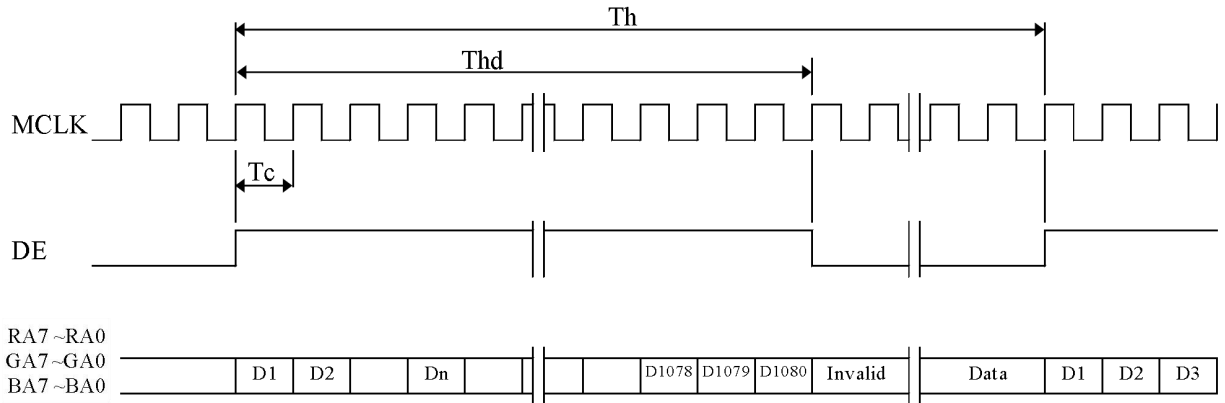 Th
Thd
MCLK
Tc
DE
RA7 ~RA0
GA7 ~GA0
BA7 ~BA0
D1 D2 Dn D1078 D1079 D1080 Invalid Data D1 D2 D3